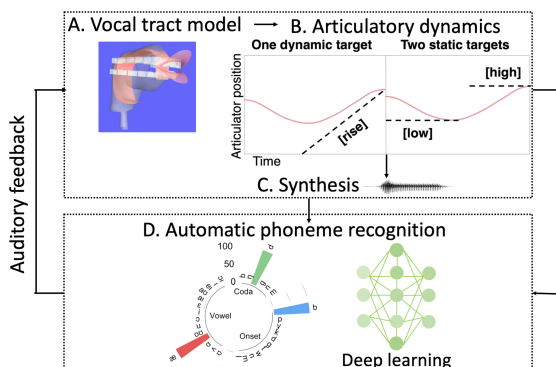 A. Vocal tract model
B. Articulatory dynamics
One dynamic target
Two static targets
Articulator position
Time
[rise]
[high]
[low]
C. Synthesis
Auditory feedback
D. Automatic phoneme recognition
100
50
0
d
Coda
Vowel
Onset
b
æ
Deep learning